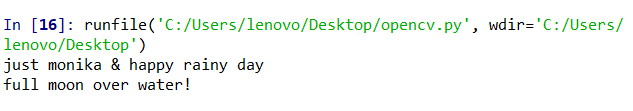 In [16]: runfile('C:/Users/lenovo/Desktop/opencv.py', wdir='C:/Users/
lenovo/Desktop')
just monika & happy rainy day
full moon over water!